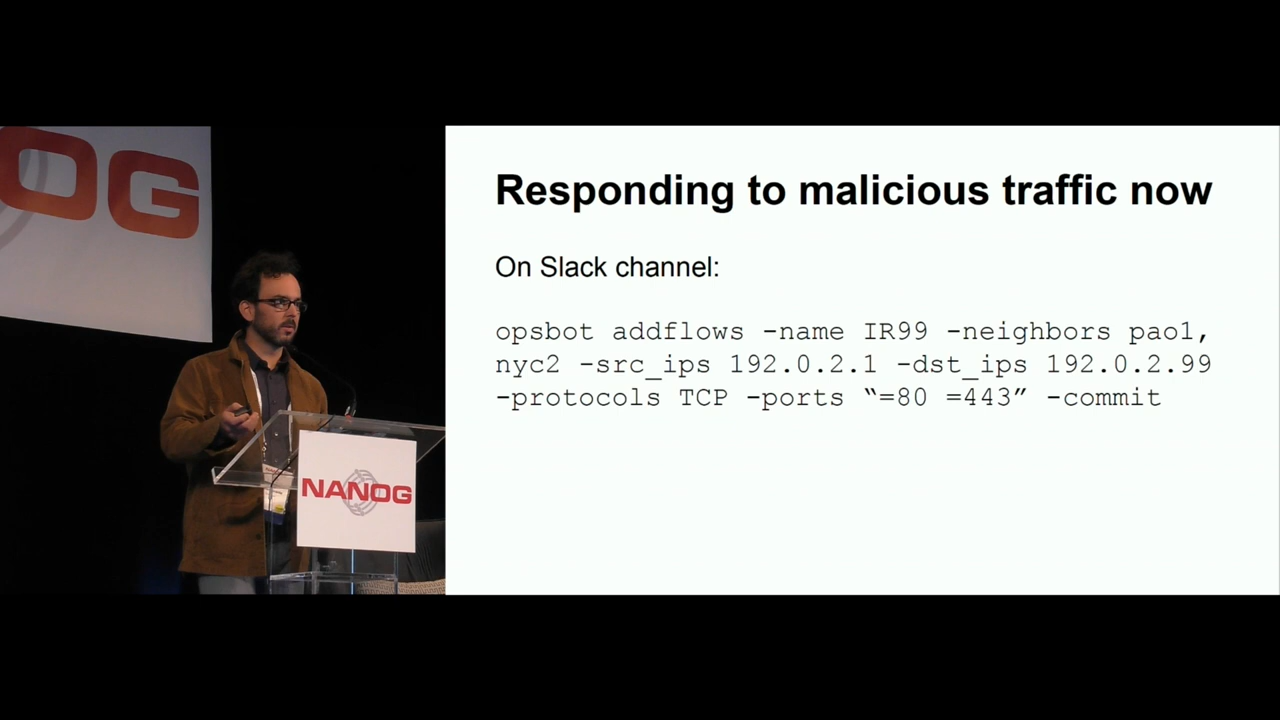 OG
NANOG
Responding to malicious traffic now
On Slack channel:
opsbot addflows -name IR99 -neighbors pao1,
nyc2 -src_ips 192.0.2.1 -dst_ips 192.0.2.99
-protocols TCP -ports “=80 =443” -commit